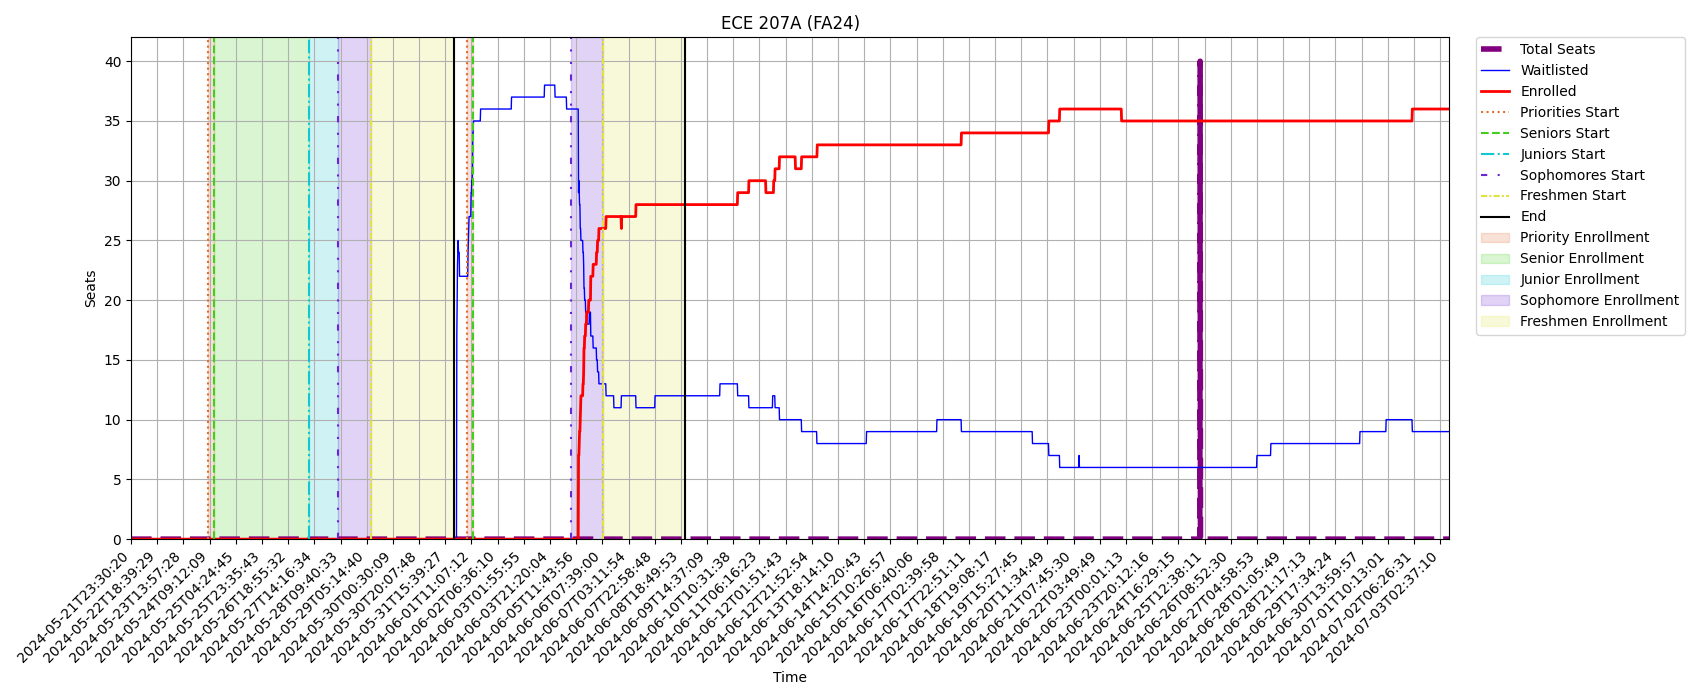 ECE 207A (FA24)
Seats
40
35
30
25
20
15
10
5
0
2024-05-21T23:30:20
2024-05-22T18:39:29
2024-05-23T13:57:28
2024-05-24T09:12:09
2024-05-25T04:24:45
2024-05-25T23:35:43
2024-05-26T18:55:32
2024-05-27T14:16:34
2024-05-28T09:40:33
2024-05-29T05:14:40
2024-05-30T00:30:09
2024-05-30T20:07:48
2024-05-31T15:39:27
2024-06-01T11:07:12
2024-06-02T06:36:10
2024-06-03T01:55:55
2024-06-03T21:20:04
2024-06-05T11:43:56
2024-06-06T07:39:00
2024-06-07T03:11:54
2024-06-07T22:58:48
2024-06-08T18:49:53
2024-06-09T14:37:09
2024-06-10T10:31:38
2024-06-11T06:16:23
2024-06-12T01:51:43
2024-06-12T21:52:54
2024-06-13T18:14:10
2024-06-14T14:20:43
2024-06-15T10:26:57
2024-06-16T06:40:06
2024-06-17T02:39:58
2024-06-17T22:51:11
2024-06-18T19:08:17
2024-06-19T15:27:45
2024-06-20T11:34:49
2024-06-21T07:45:30
2024-06-22T03:49:49
2024-06-23T00:01:13
2024-06-23T20:12:16
2024-06-24T16:29:15
2024-06-25T12:38:11
2024-06-26T08:52:30
2024-06-27T04:58:53
2024-06-28T01:05:49
2024-06-28T21:17:13
2024-06-29T17:34:24
2024-06-30T13:59:57
2024-07-01T10:13:01
2024-07-02T06:26:31
2024-07-03T02:37:10
Time
Total Seats
Waitlisted
Enrolled
Priorities Start
Seniors Start
Juniors Start
Sophomores Start
Freshmen Start
End
Priority Enrollment
Senior Enrollment
Junior Enrollment
Sophomore Enrollment
Freshmen Enrollment